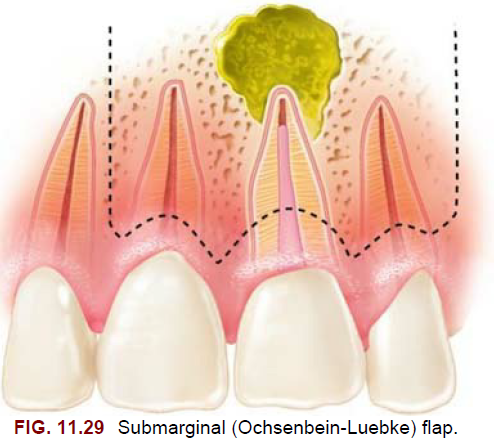 FIG. 11.29 Submarginal (Ochsenbein-Luebke) flap.